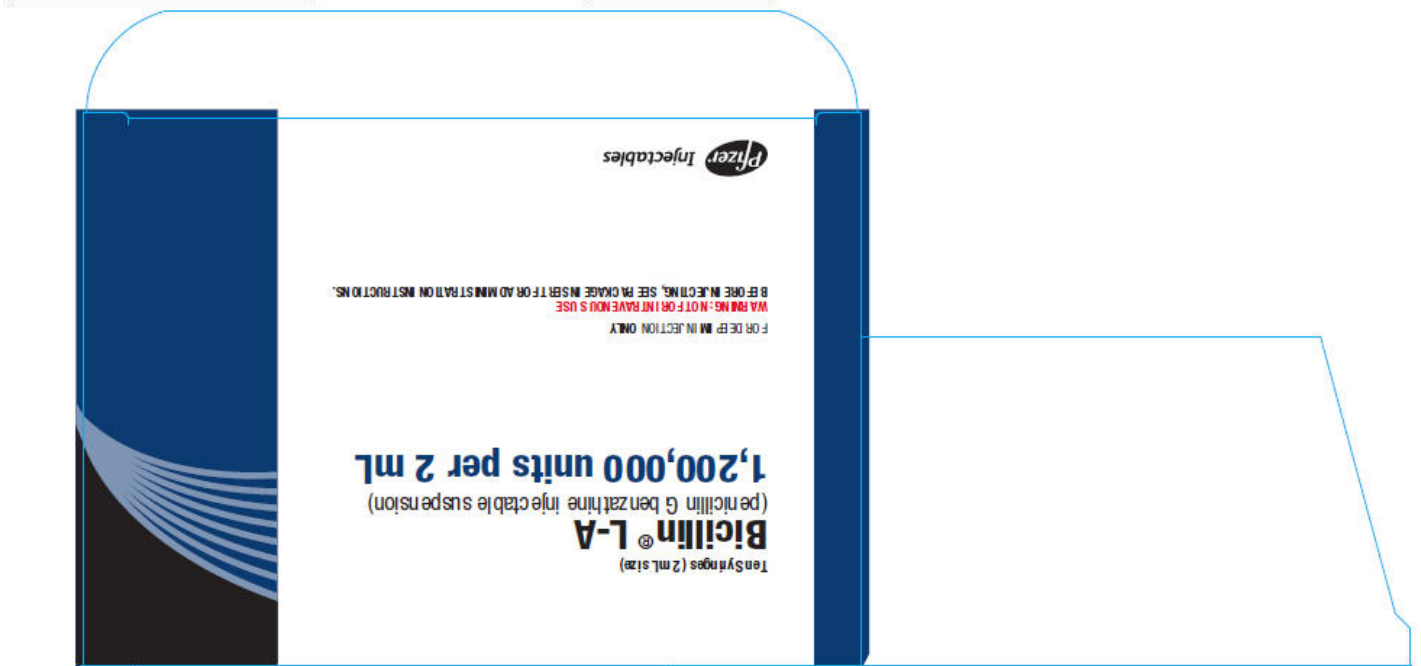 Ten Syringes (2 mL size)
Bicillin® L-A
(penicillin G benzathine injectable suspension)
1,200,000 units per 2 mL
FOR DEEP IM INJECTION ONLY
WARNING: NOT FOR INTRAVENOUS USE
BEFORE INJECTING, SEE PACKAGE INSERT FOR ADMINISTRATION INSTRUCTIONS.
Pfizer Injectables